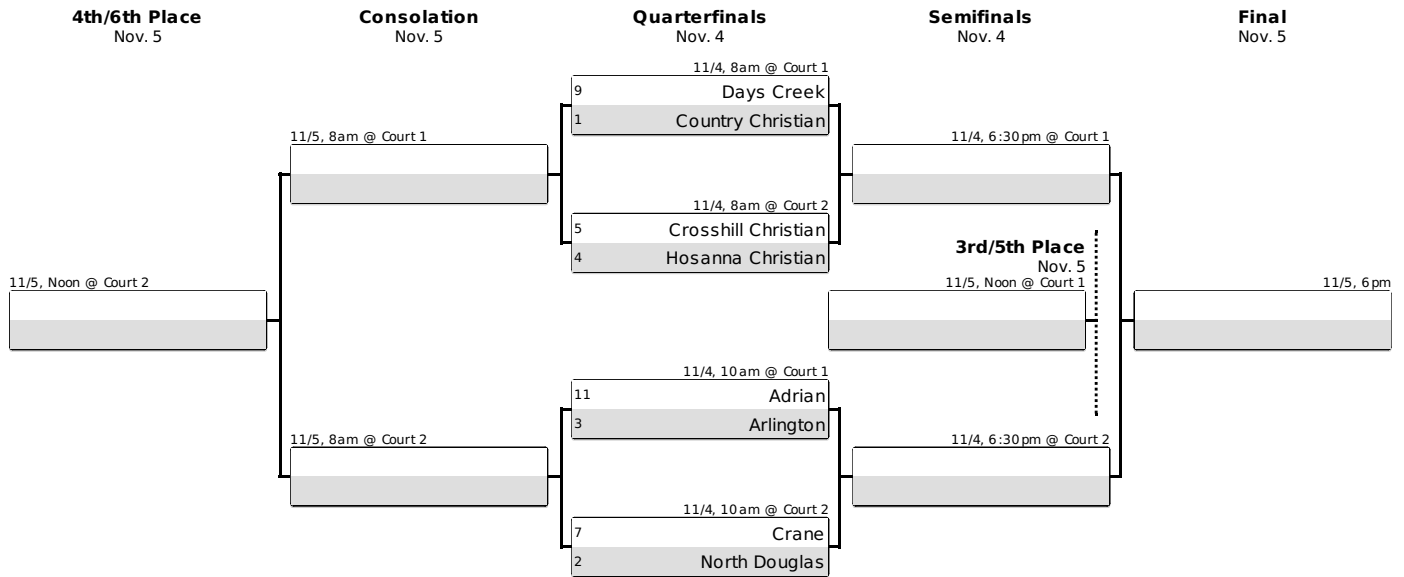 4th/6th Place
Nov. 5
Consolation
Nov. 5
Quarterfinals
Nov. 4
Semifinals
Nov. 4
Final
Nov. 5
11/5, Noon @ Court 2
11/5, 8am @ Court 1
11/5, 8am @ Court 2
11/4, 8am @ Court 1
9 Days Creek
1 Country Christian
11/4, 8am @ Court 2
5 Crosshill Christian
4 Hosanna Christian
11/4, 10am @ Court 1
11 Adrian
3 Arlington
11/4, 10am @ Court 2
7 Crane
2 North Douglas
11/4, 6:30pm @ Court 1
3rd/5th Place
Nov. 5
11/5, Noon @ Court 1
11/4, 6:30pm @ Court 2
11/5, 6pm